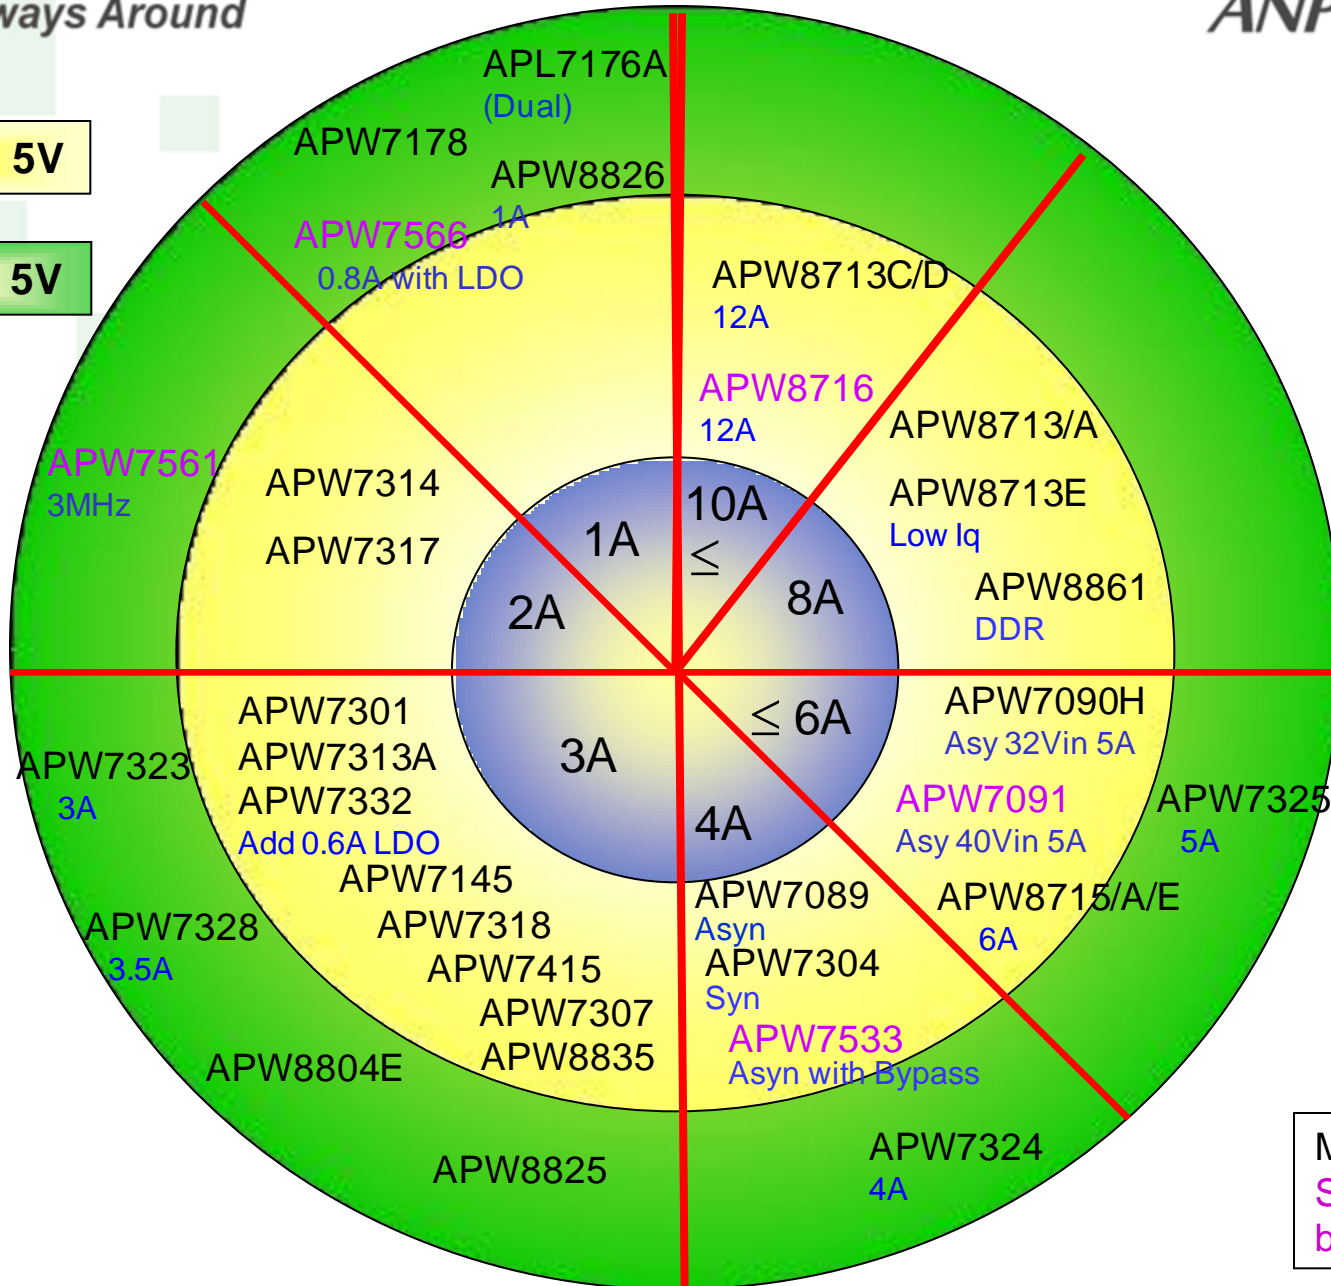 ways Around
ANP
5V
5V
APL7176A
(Dual)
APW7178
APW8826
1A
APW7566
0.8A with LDO
APW8713C/D
12A
APW8716
12A
APW8713/A
APW8713E
Low Iq
APW8861
DDR
APW7561
3MHz
APW7314
APW7317
1A
10A
≤
2A
8A
3A
≤ 6A
4A
APW7301
APW7313A
APW7332
Add 0.6A LDO
APW7145
APW7318
APW7415
APW7307
APW8835
APW7323
3A
APW7328
3.5A
APW8804E
APW8825
APW7089
Asyn
APW7304
Syn
APW7533
Asyn with Bypass
APW7324
4A
APW7090H
Asy 32Vin 5A
APW7091
Asy 40Vin 5A
APW8715/A/E
6A
APW7325
5A
M
S
b